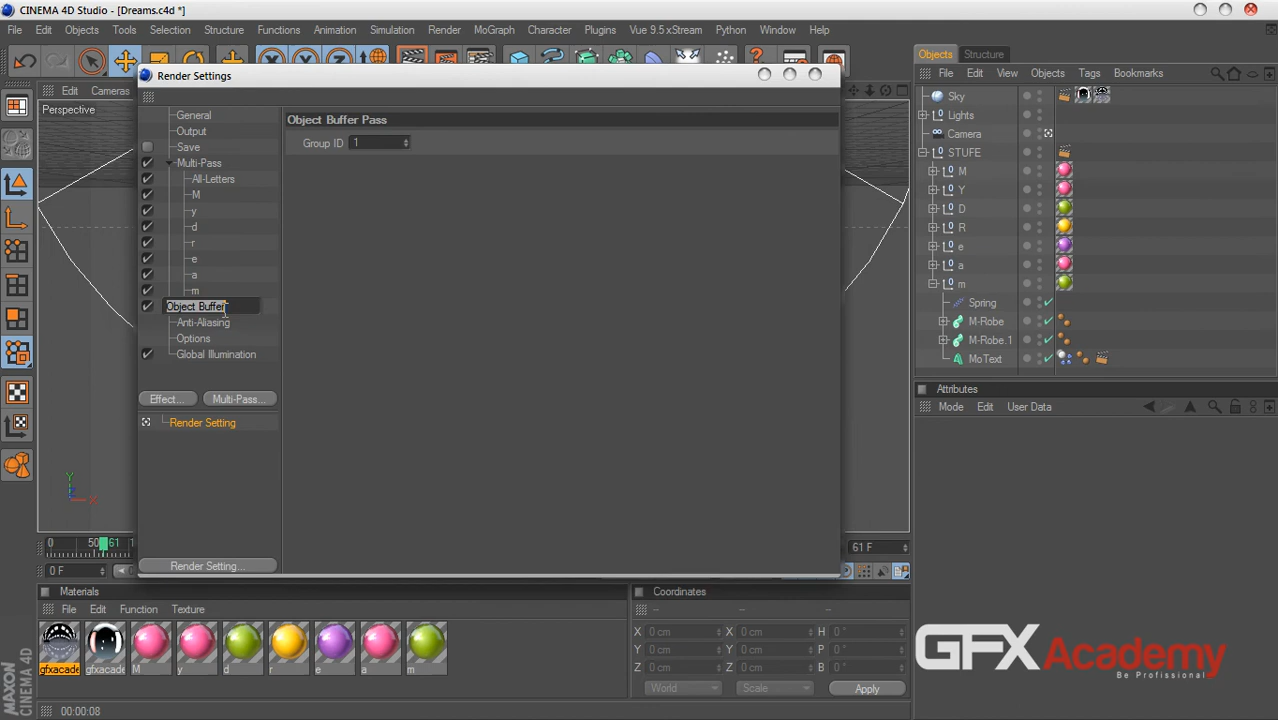 CINEMA 4D Studio - [Dreams.c4d *]
File Edit Objects Tools Selection Structure Functions Animation Simulation Render MoGraph Character Plugins Vue 9.5 xStream Python Window Help
Render Settings
Objects Structure
File Edit View Objects Tags Bookmarks
Edit Cameras
Perspective
General
Output
Save
Multi-Pass
All-Letters
M
y
d
r
e
a
m
Object Buffer
Anti-Aliasing
Options
Global Illumination
Effect... Multi-Pass...
Render Setting
Render Setting...
Object Buffer Pass
Group ID 1
Sky
Lights
Camera
STUFE
M
Y
D
R
e
a
m
Spring
M-Robe
M-Robe.1
MoText
Attributes
Mode Edit User Data
0 50 61 1
61 F
0 F
Materials
File Edit Function Texture
gfxacade gfxacade M y d r e a m
Coordinates
-- -- --
X 0 cm X 0 cm H 0 °
Y 0 cm Y 0 cm P 0 °
Z 0 cm Z 0 cm B 0 °
World Scale Apply
GFX Academy
Be Profissional
MAXON
CINEMA 4D
00:00:08